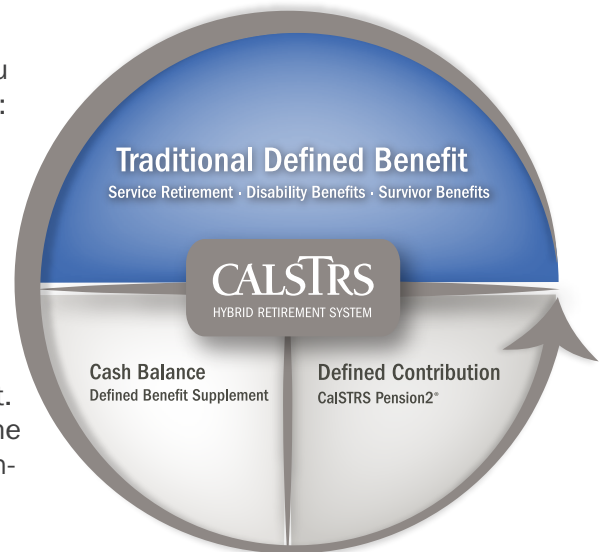 u
:
Traditional Defined Benefit
Service Retirement · Disability Benefits · Survivor Benefits
CALSTRS
HYBRID RETIREMENT SYSTEM
Cash Balance
Defined Benefit Supplement
Defined Contribution
CalSTRS Pension2®
t.
ne
n-